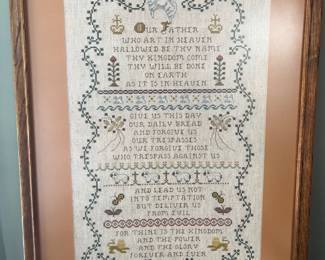 OUR FATHER
WHO ART IN HEAVEN
HALLOWED BE THY NAME
THY KINGDOM COME
THY WILL BE DONE
ON EARTH
AS IT IS IN HEAVEN
GIVE US THIS DAY
OUR DAILY BREAD
AND FORGIVE US
OUR TRESPASSES
AS WE FORGIVE THOSE
WHO TRESPASS AGAINST US
AND LEAD US NOT
INTO TEMPTATION
BUT DELIVER US
FROM EVIL
FOR THINE IS THE KINGDOM
AND THE POWER
AND THE GLORY
FOREVER AND EVER